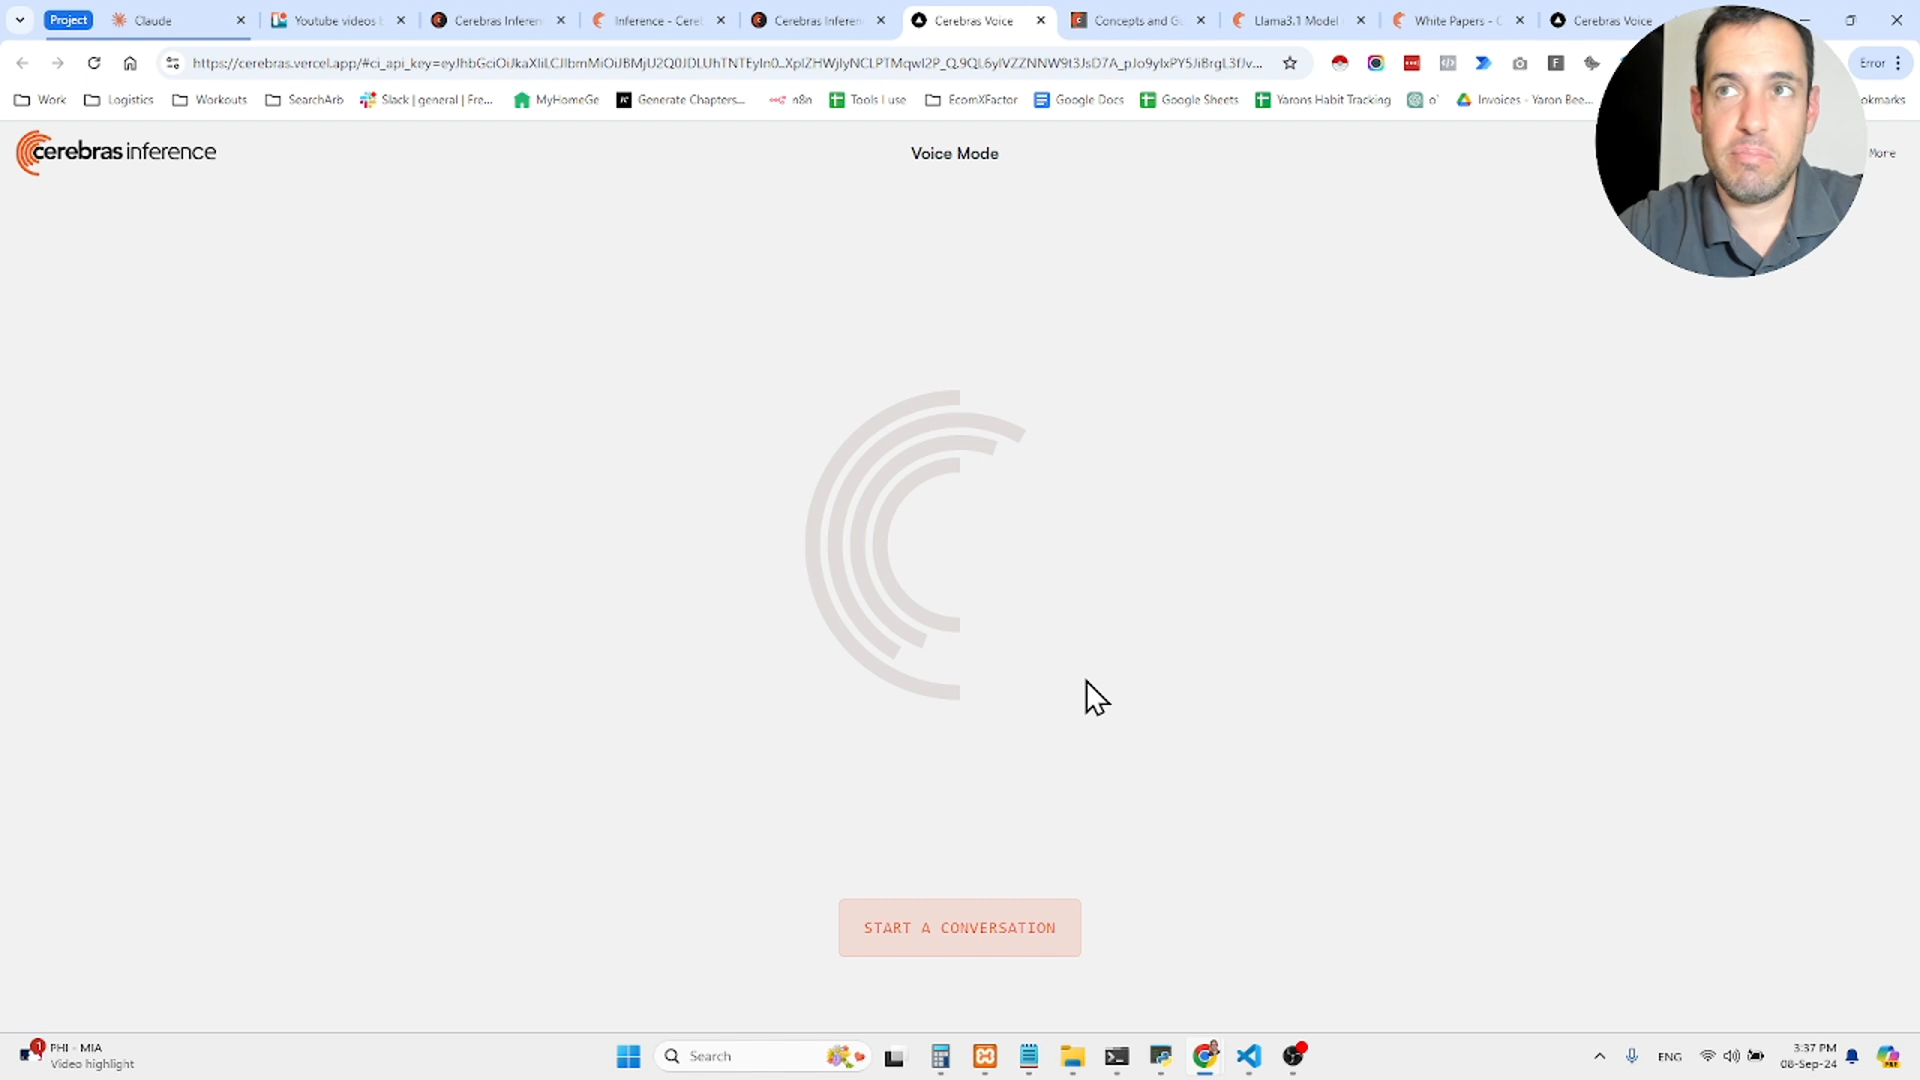 Project
Claude
Youtube videos
Cerebras Inferen
Inference - Cereb
Cerebras Inferen
Cerebras Voice
Concepts and G
Llama3.1 Model
White Papers - C
Cerebras Voice
Error
Work
Logistics
Workouts
SearchArb
Slack | general | Fre...
MyHomeGe
Generate Chapters...
n8n
Tools I use
EcomXFactor
Google Docs
Google Sheets
Yarons Habit Tracking
Invoices - Yaron Bee...
okmarks
cerebras inference
Voice Mode
More
START A CONVERSATION
1
PHI - MIA
Video highlight
Search
ENG
3:37 PM
08-Sep-24